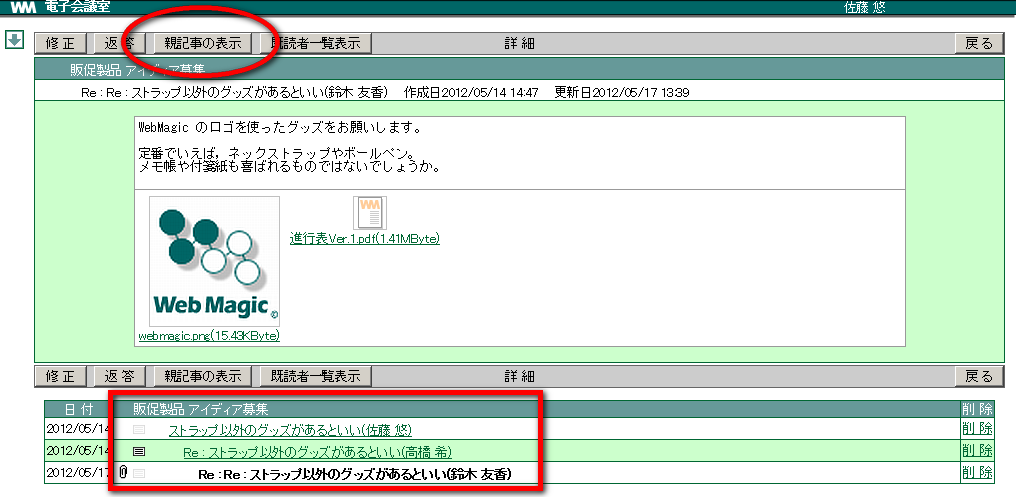 WM 電子会議室 佐藤 悠
修正 返答 親記事の表示 既読者一覧表示 詳細 戻る
販促製品 アイディア募集
Re : Re : ストラップ以外のグッズがあるといい(鈴木 友香) 作成日2012/05/14 14:47 更新日2012/05/17 13:39
WebMagic のロゴを使ったグッズをお願いします。
定番でいえば，ネックストラップやボールペン。
メモ帳や付箋紙も喜ばれるものではないでしょうか。
WM
進行表Ver.1.pdf(1.41MByte)
Web Magic ©
webmagic.png(15.43KByte)
修正 返答 親記事の表示 既読者一覧表示 詳細 戻る
日付 販促製品 アイディア募集 削除
2012/05/14 ストラップ以外のグッズがあるといい(佐藤 悠) 削除
2012/05/14 Re : ストラップ以外のグッズがあるといい(高橋 希) 削除
2012/05/17 Re : Re : ストラップ以外のグッズがあるといい(鈴木 友香) 削除